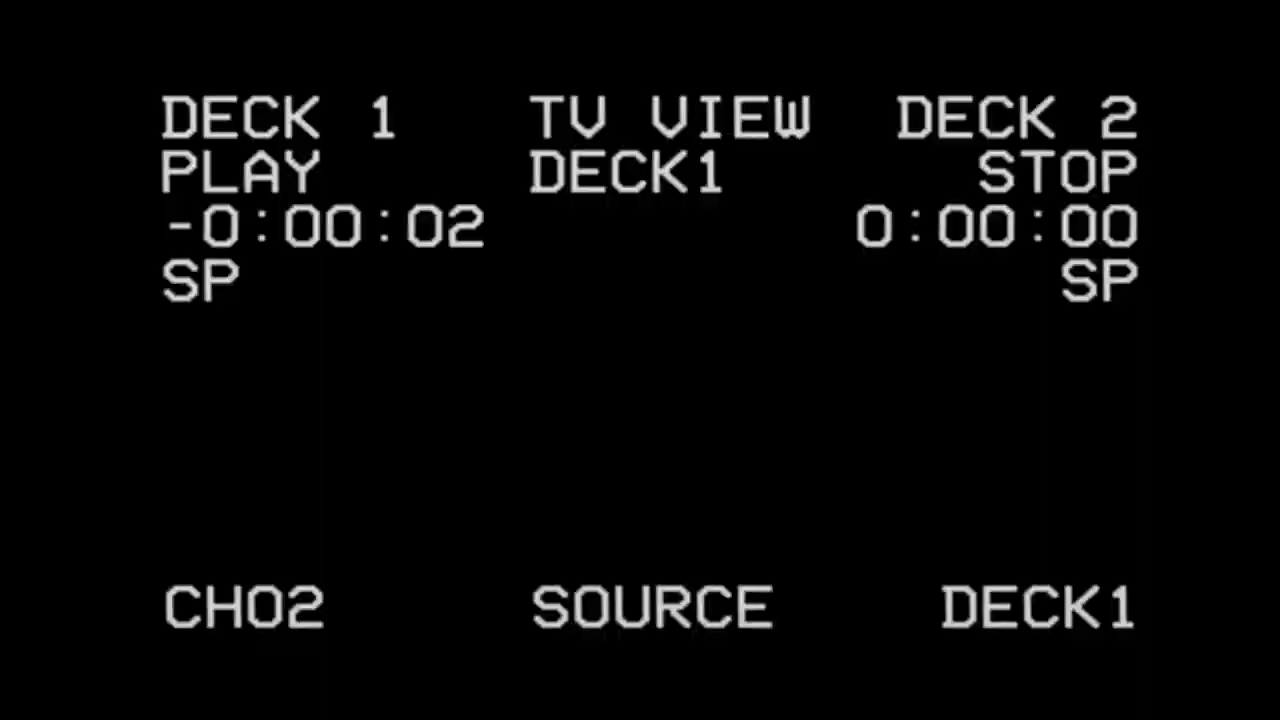 DECK 1 TV VIEW DECK 2
PLAY DECK1 STOP
-0:00:02 0:00:00
SP SP
CH02 SOURCE DECK1